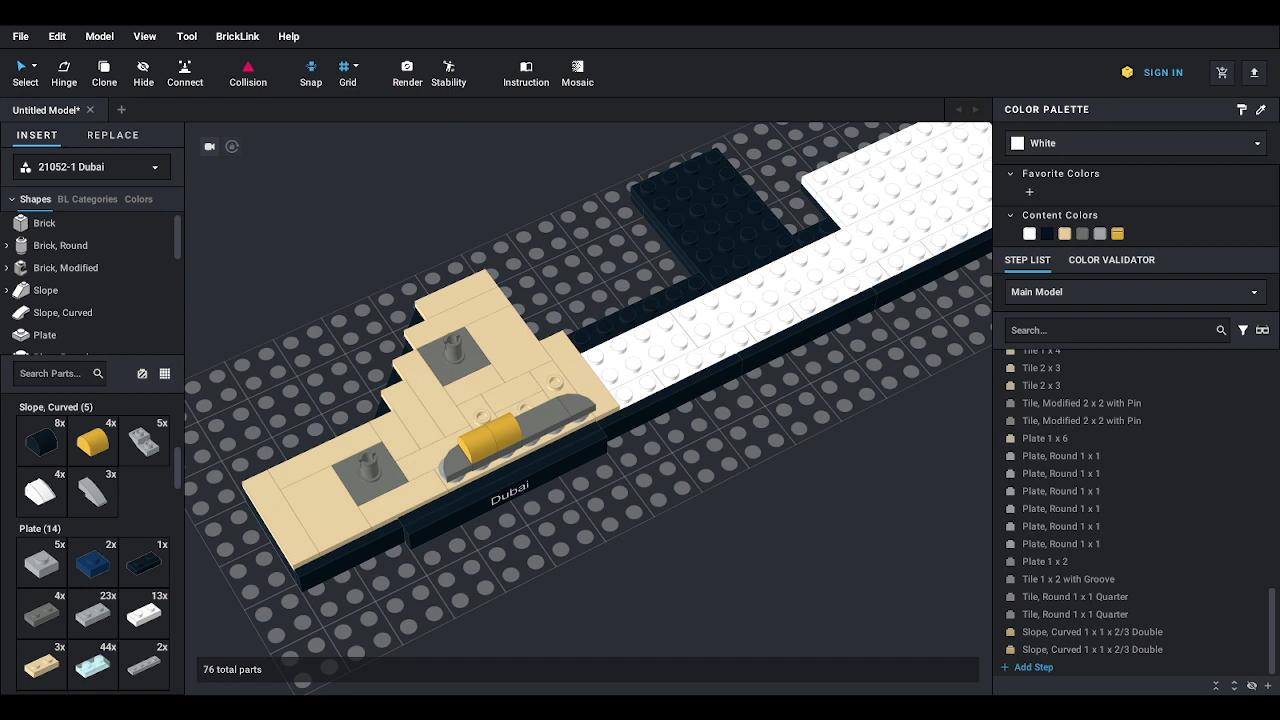 File Edit Model View Tool BrickLink Help
Select Hinge Clone Hide Connect Collision Snap Grid Render Stability Instruction Mosaic SIGN IN
Untitled Model*
INSERT REPLACE
21052-1 Dubai
Shapes BL Categories Colors
Brick
Brick, Round
Brick, Modified
Slope
Slope, Curved
Plate
Search Parts...
Slope, Curved (5)
8x 4x 5x
4x 3x
Plate (14)
5x 2x 1x
4x 23x 13x
3x 44x 2x
Dubai
76 total parts
COLOR PALETTE
White
Favorite Colors
Content Colors
STEP LIST COLOR VALIDATOR
Main Model
Search...
Tile 1 x 4
Tile 2 x 3
Tile 2 x 3
Tile, Modified 2 x 2 with Pin
Tile, Modified 2 x 2 with Pin
Plate 1 x 6
Plate, Round 1 x 1
Plate, Round 1 x 1
Plate, Round 1 x 1
Plate, Round 1 x 1
Plate, Round 1 x 1
Plate, Round 1 x 1
Plate 1 x 2
Tile 1 x 2 with Groove
Tile, Round 1 x 1 Quarter
Tile, Round 1 x 1 Quarter
Slope, Curved 1 x 1 x 2/3 Double
Slope, Curved 1 x 1 x 2/3 Double
+ Add Step